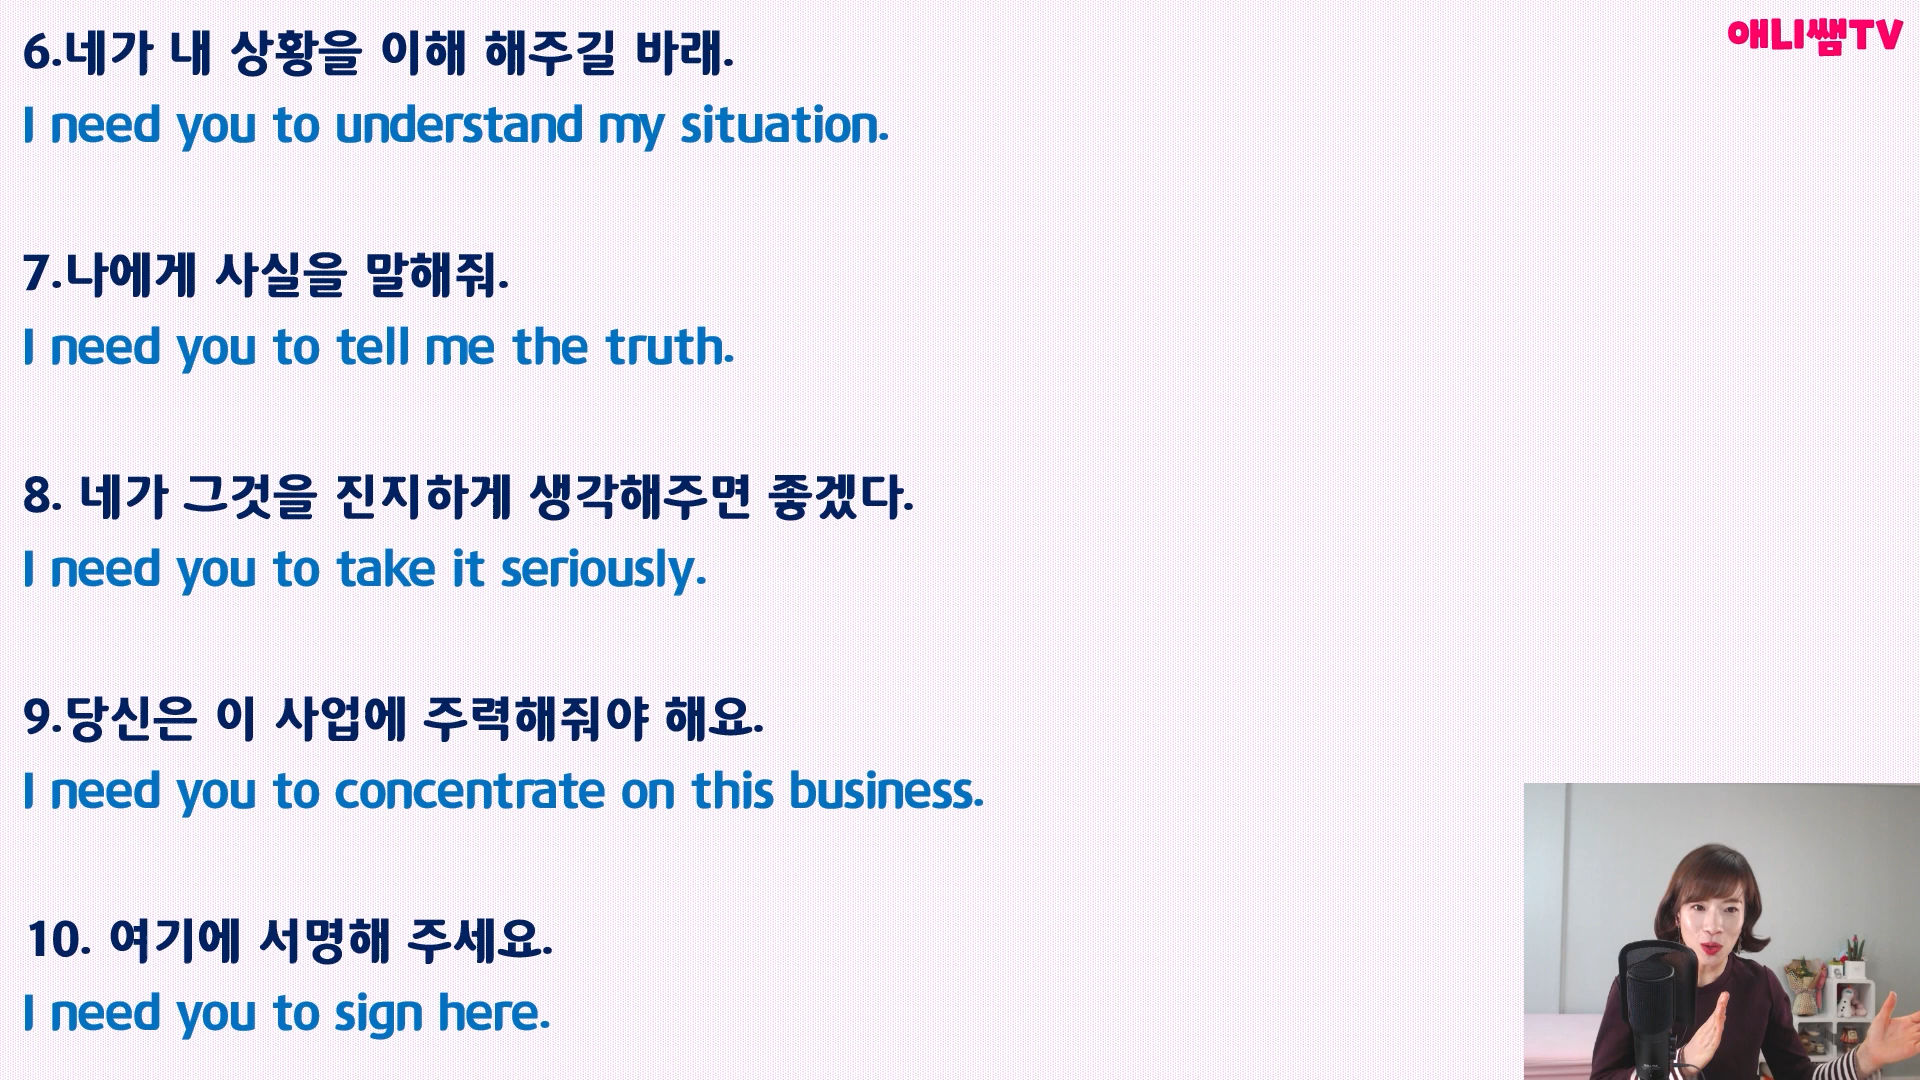 애니쌤TV
6.네가 내 상황을 이해 해주길 바래.
I need you to understand my situation.
7.나에게 사실을 말해줘.
I need you to tell me the truth.
8. 네가 그것을 진지하게 생각해주면 좋겠다.
I need you to take it seriously.
9.당신은 이 사업에 주력해줘야 해요.
I need you to concentrate on this business.
10. 여기에 서명해 주세요.
I need you to sign here.